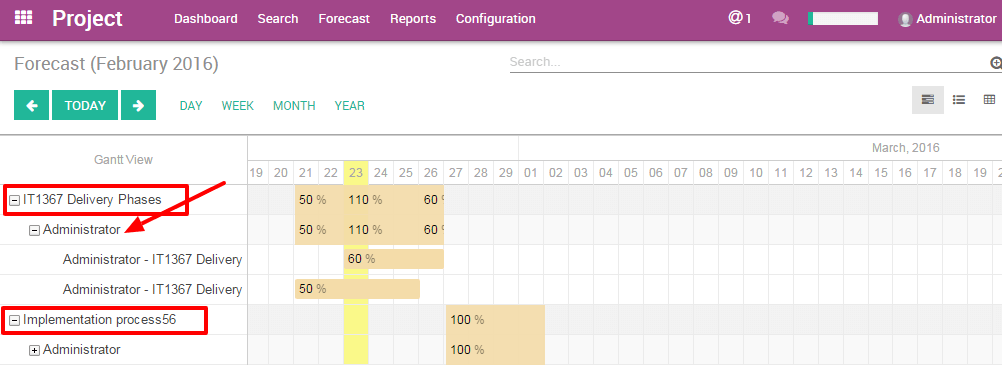 Project Dashboard Search Forecast Reports Configuration @ 1 Administrator
Forecast (February 2016) Search...
TODAY DAY WEEK MONTH YEAR
Gantt View March, 2016
19 20 21 22 23 24 25 26 27 28 29 01 02 03 04 05 06 07 08 09 10 11 12 13 14 15 16 17 18 19 2
IT1367 Delivery Phases 50 % 110 % 60 %
Administrator 50 % 110 % 60 %
Administrator - IT1367 Delivery 60 %
Administrator - IT1367 Delivery 50 %
Implementation process56 100 %
Administrator 100 %